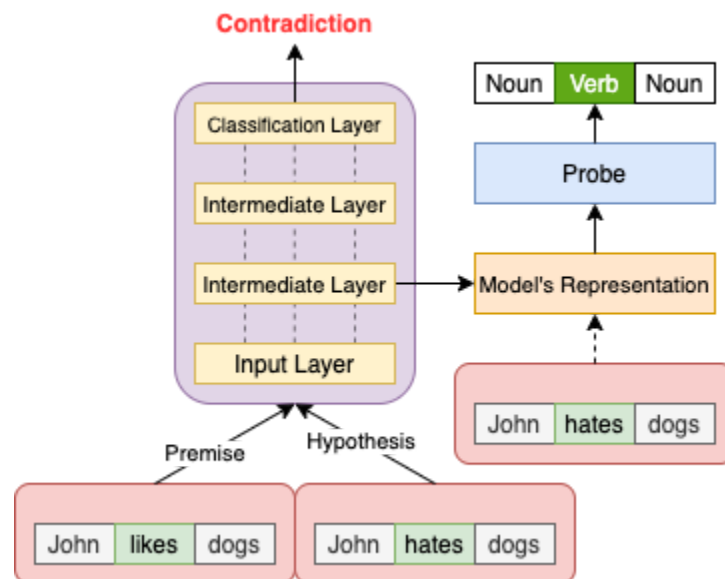 Contradiction
Classification Layer
Intermediate Layer
Intermediate Layer
Input Layer
Premise
Hypothesis
John likes dogs
John hates dogs
Noun Verb Noun
Probe
Model's Representation
John hates dogs